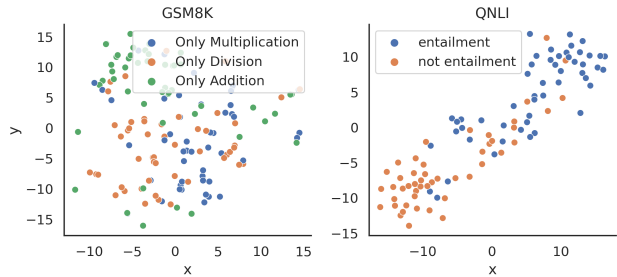 GSM8K
15
10
5
0
−5
−10
−15
y
−10
−5
0
5
10
15
x
Only Multiplication
Only Division
Only Addition
QNLI
10
5
0
−5
−10
−15
−10
0
10
x
entailment
not entailment